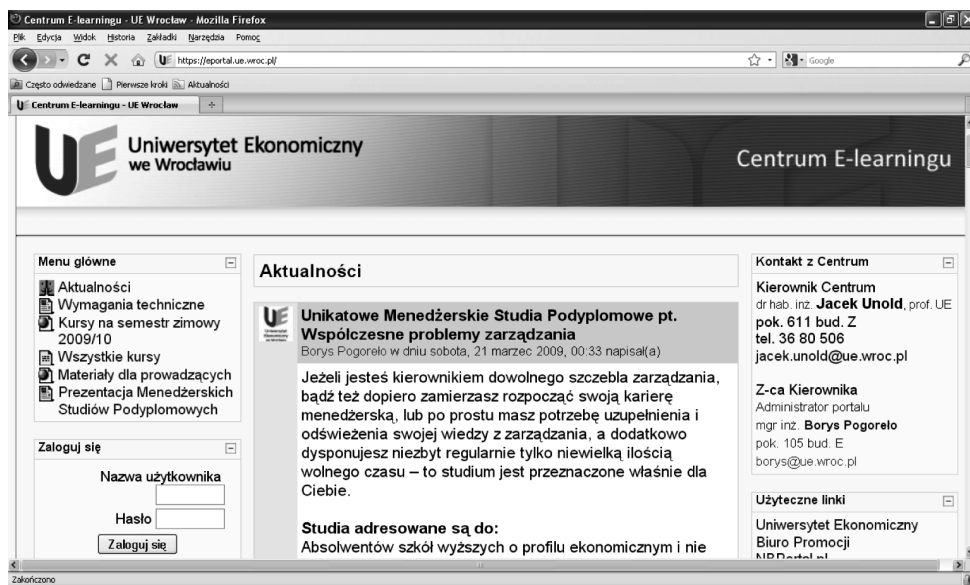 Centrum E-learningu - UE Wrocław - Mozilla Firefox
Plik Edycja Widok Historia Zakładki Narzędzia Pomoc
UE https://eportal.ue.wroc.pl/
Google
Często odwiedzane Pierwsze kroki Aktualności
UE Centrum E-learningu - UE Wrocław
UE Uniwersytet Ekonomiczny
we Wrocławiu
Centrum E-learningu
Menu główne
Aktualności
Wymagania techniczne
Kursy na semestr zimowy
2009/10
Wszystkie kursy
Materiały dla prowadzących
Prezentacja Menedżerskich
Studiów Podyplomowych
Zaloguj się
Nazwa użytkownika
Hasło
Zaloguj się
Aktualności
UE
Unikatowe Menedżerskie Studia Podyplomowe pt.
Współczesne problemy zarządzania
Borys Pogoreło w dniu sobota, 21 marzec 2009, 00:33 napisał(a)
Jeżeli jesteś kierownikiem dowolnego szczebla zarządzania,
bądź też dopiero zamierzasz rozpocząć swoją karierę
menedżerską, lub po prostu masz potrzebę uzupełnienia i
odświeżenia swojej wiedzy z zarządzania, a dodatkowo
dysponujesz niezbyt regularnie tylko niewielką ilością
wolnego czasu – to studium jest przeznaczone właśnie dla
Ciebie.
Studia adresowane są do:
Absolwentów szkół wyższych o profilu ekonomicznym i nie
Kontakt z Centrum
Kierownik Centrum
dr hab. inż. Jacek Unold, prof. UE
pok. 611 bud. Z
tel. 36 80 506
jacek.unold@ue.wroc.pl
Z-ca Kierownika
Administrator portalu
mgr inż. Borys Pogoreło
pok. 105 bud. E
borys@ue.wroc.pl
Użyteczne linki
Uniwersytet Ekonomiczny
Biuro Promocji
NBPortal.pl
Zakończono